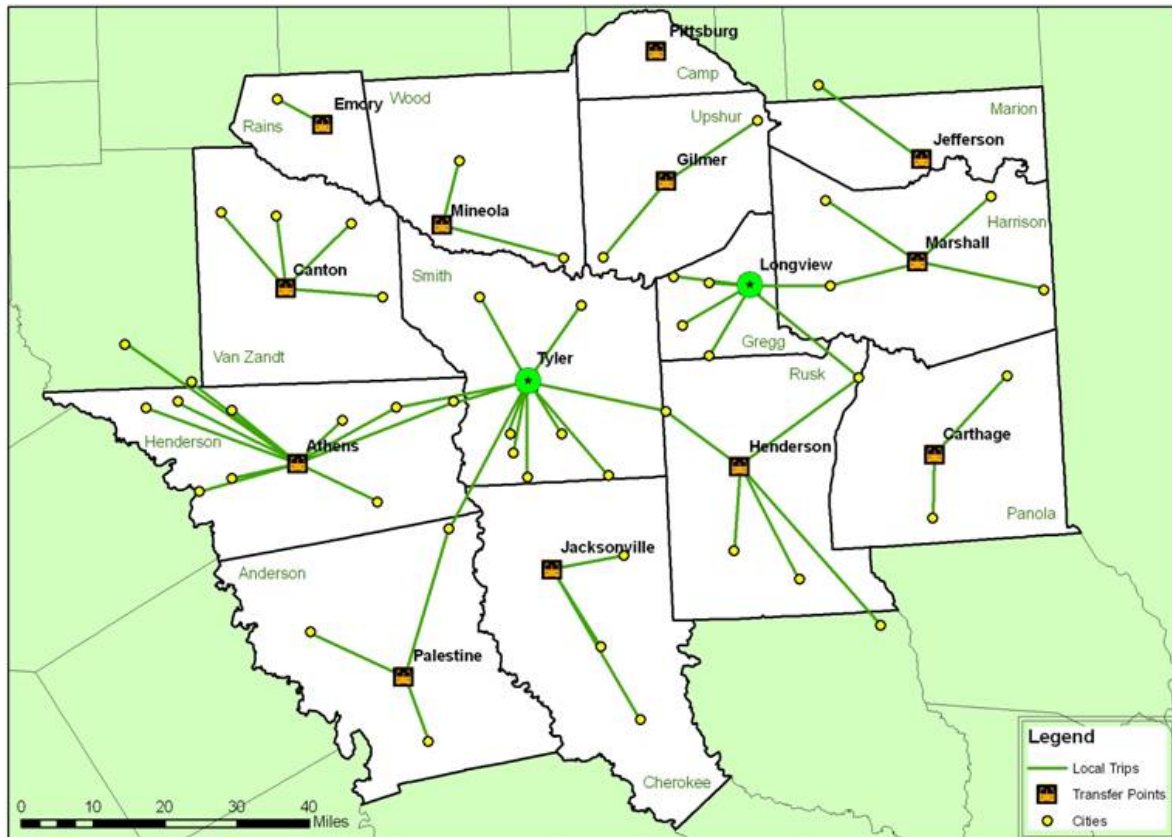 Pittsburg
Camp
Wood
Emory
Rains
Upshur
Marion
Gilmer
Jefferson
Mineola
Harrison
Marshall
Canton
Smith
Longview
Van Zandt
Tyler
Gregg
Rusk
Henderson
Athens
Henderson
Carthage
Panola
Jacksonville
Anderson
Palestine
Cherokee
Legend
Local Trips
Transfer Points
Cities
0 10 20 30 40
Miles